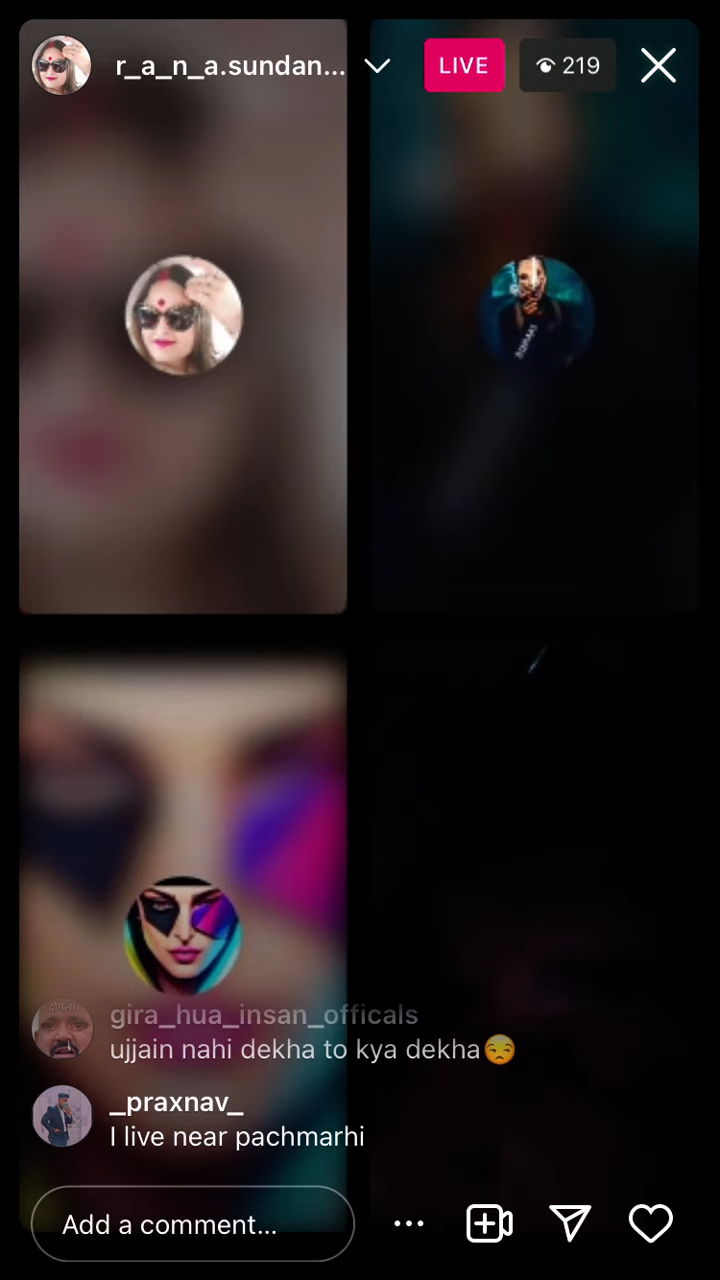 r_a_n_a.sundan...
LIVE
219
gira_hua_insan_officals
ujjain nahi dekha to kya dekha😒
_praxnav_
I live near pachmarhi
Add a comment...